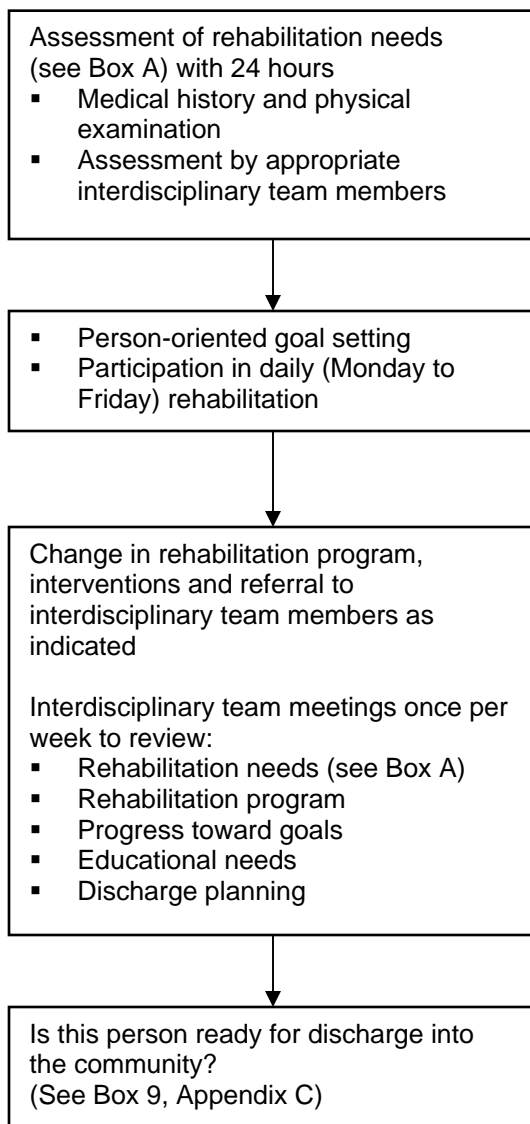 Assessment of rehabilitation needs
(see Box A) with 24 hours
▪ Medical history and physical
examination
▪ Assessment by appropriate
interdisciplinary team members
▪ Person-oriented goal setting
▪ Participation in daily (Monday to
Friday) rehabilitation
Change in rehabilitation program,
interventions and referral to
interdisciplinary team members as
indicated
Interdisciplinary team meetings once per
week to review:
▪ Rehabilitation needs (see Box A)
▪ Rehabilitation program
▪ Progress toward goals
▪ Educational needs
▪ Discharge planning
Is this person ready for discharge into
the community?
(See Box 9, Appendix C)